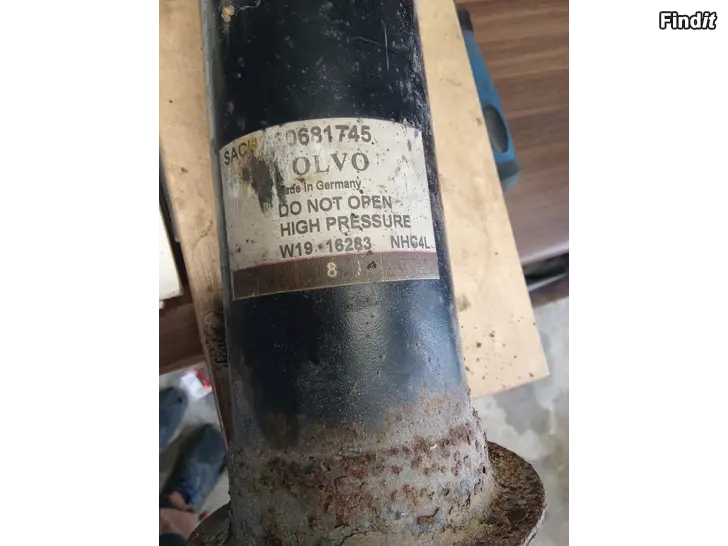 Findit
0681745
OLVO
Made in Germany
DO NOT OPEN
HIGH PRESSURE
W19 16283 NHC4L
8